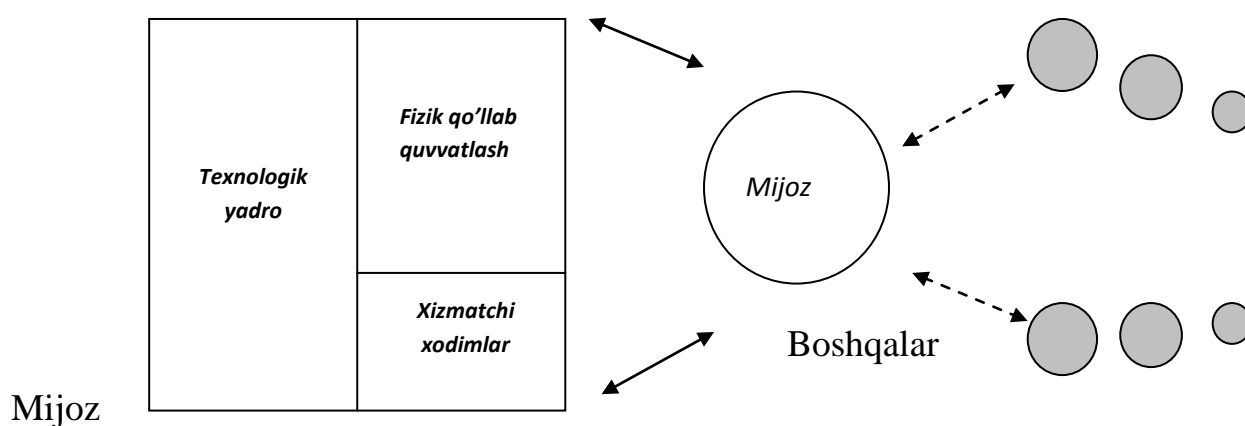 Texnologik
yadro
Fizik qo'llab
quvvatlash
Xizmatchi
xodimlar
Mijoz
Boshqalar
Mijoz